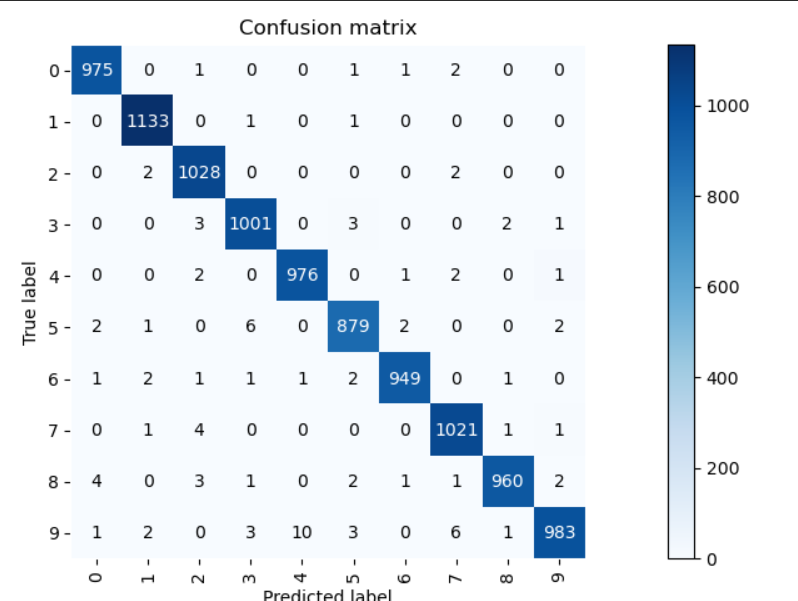 Confusion matrix
0 975 0 1 0 0 1 1 2 0 0
1 0 1133 0 1 0 1 0 0 0 0 1000
2 0 2 1028 0 0 0 0 2 0 0 800
3 0 0 3 1001 0 3 0 0 2 1
4 0 0 2 0 976 0 1 2 0 1 600
True label
5 2 1 0 6 0 879 2 0 0 2
6 1 2 1 1 1 2 949 0 1 0 400
7 0 1 4 0 0 0 0 1021 1 1
8 4 0 3 1 0 2 1 1 960 2 200
9 1 2 0 3 10 3 0 6 1 983 0
0 1 2 3 4 5 6 7 8 9
Predicted label